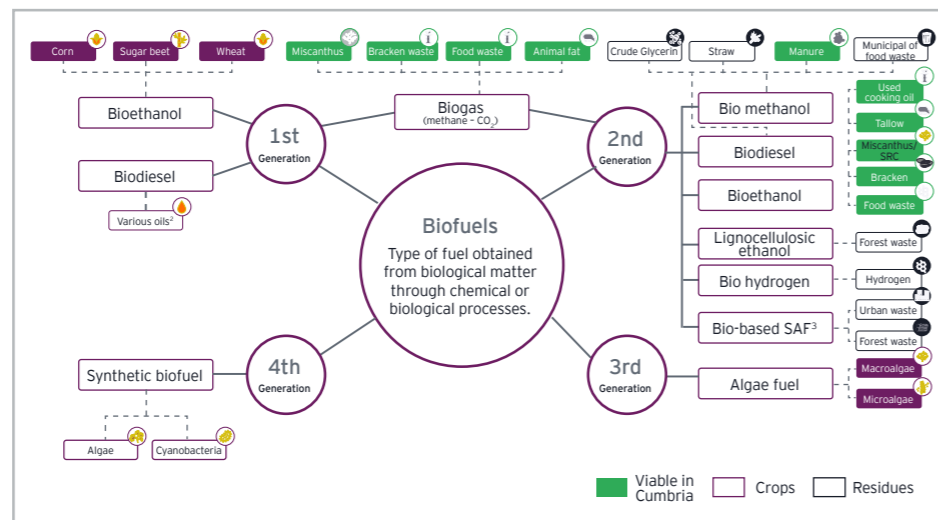 Corn
Sugar beet
Wheat
Miscanthus
Bracken waste
Food waste
Animal fat
Crude Glycerin
Straw
Manure
Municipal of
food waste
Bioethanol
Biodiesel
Various oils²
1st
Generation
Biogas
(methane - CO₂)
2nd
Generation
Bio methanol
Biodiesel
Bioethanol
Lignocellulosic
ethanol
Bio hydrogen
Bio-based SAF³
Used
cooking oil
Tallow
Miscanthus/
SRC
Bracken
Food waste
Forest waste
Hydrogen
Urban waste
Forest waste
Biofuels
Type of fuel obtained
from biological matter
through chemical or
biological processes.
Synthetic biofuel
4th
Generation
Algae
Cyanobacteria
3rd
Generation
Algae fuel
Macroalgae
Microalgae
Viable in
Cumbria
Crops
Residues